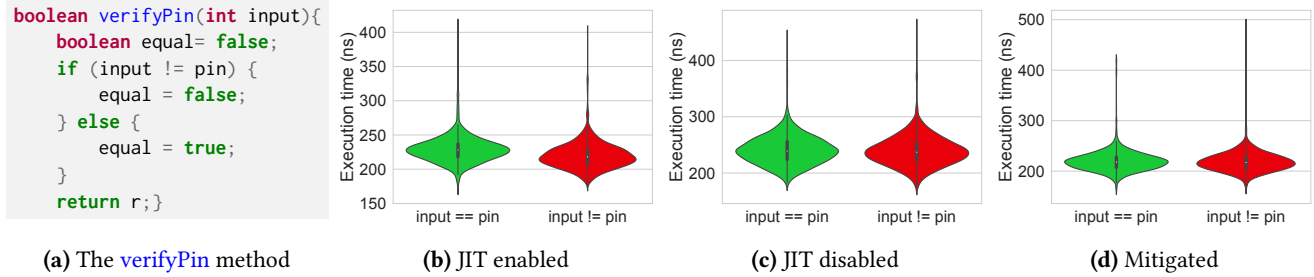 boolean verifyPin(int input){
boolean equal= false;
if (input != pin) {
equal = false;
} else {
equal = true;
}
return r;}
(a) The verifyPin method
Execution time (ns)
400
350
300
250
200
150
input == pin
input != pin
(b) JIT enabled
Execution time (ns)
400
300
200
input == pin
input != pin
(c) JIT disabled
Execution time (ns)
500
400
300
200
input == pin
input != pin
(d) Mitigated